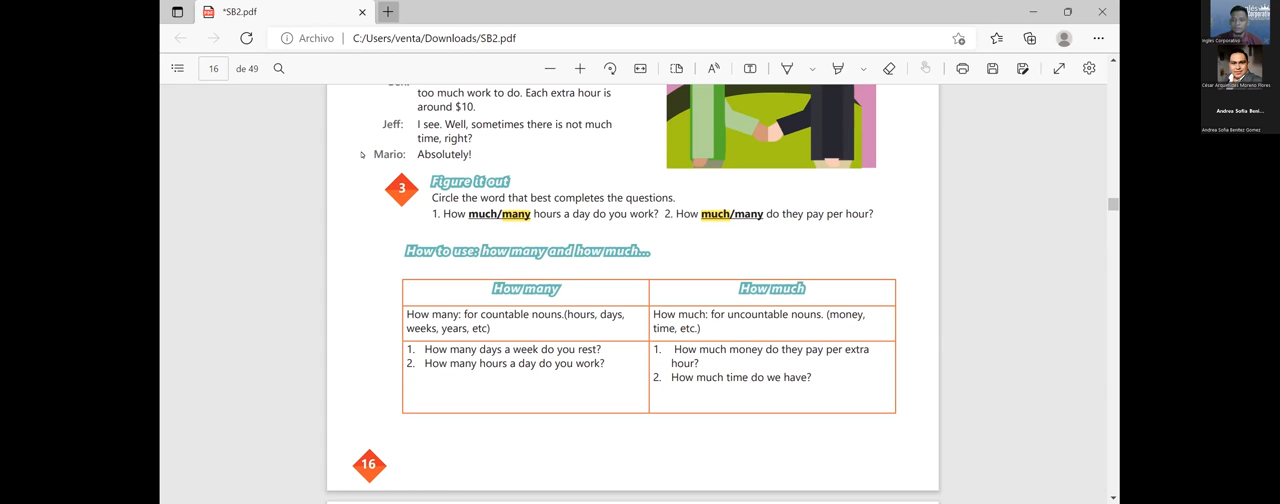 *SB2.pdf
Archivo
C:/Users/venta/Downloads/SB2.pdf
16
de 49
too much work to do. Each extra hour is
around $10.
Jeff: I see. Well, sometimes there is not much
time, right?
Mario: Absolutely!
3
Figure it out
Circle the word that best completes the questions.
1. How much/many hours a day do you work? 2. How much/many do they pay per hour?
How to use: how many and how much...
How many
How much
How many: for countable nouns.(hours, days,
weeks, years, etc)
How much: for uncountable nouns. (money,
time, etc.)
1. How many days a week do you rest?
2. How many hours a day do you work?
1. How much money do they pay per extra
hour?
2. How much time do we have?
16
Inglés Corporativo
Moreno Flores
Andrea Sofia Beni...
Andrea Sofia Benitez Gomez